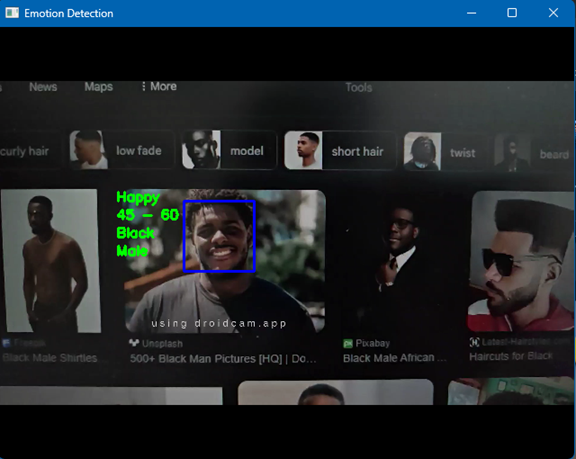 Emotion Detection
News Maps More Tools
curly hair low fade model short hair twist beard
Happy
45 - 60
Black
Male
using droidcam.app
Freepik Unsplash Pixabay
Black Male Shirtless... 500+ Black Man Pictures [HQ] | Do... Black Male African ... Haircuts for Black